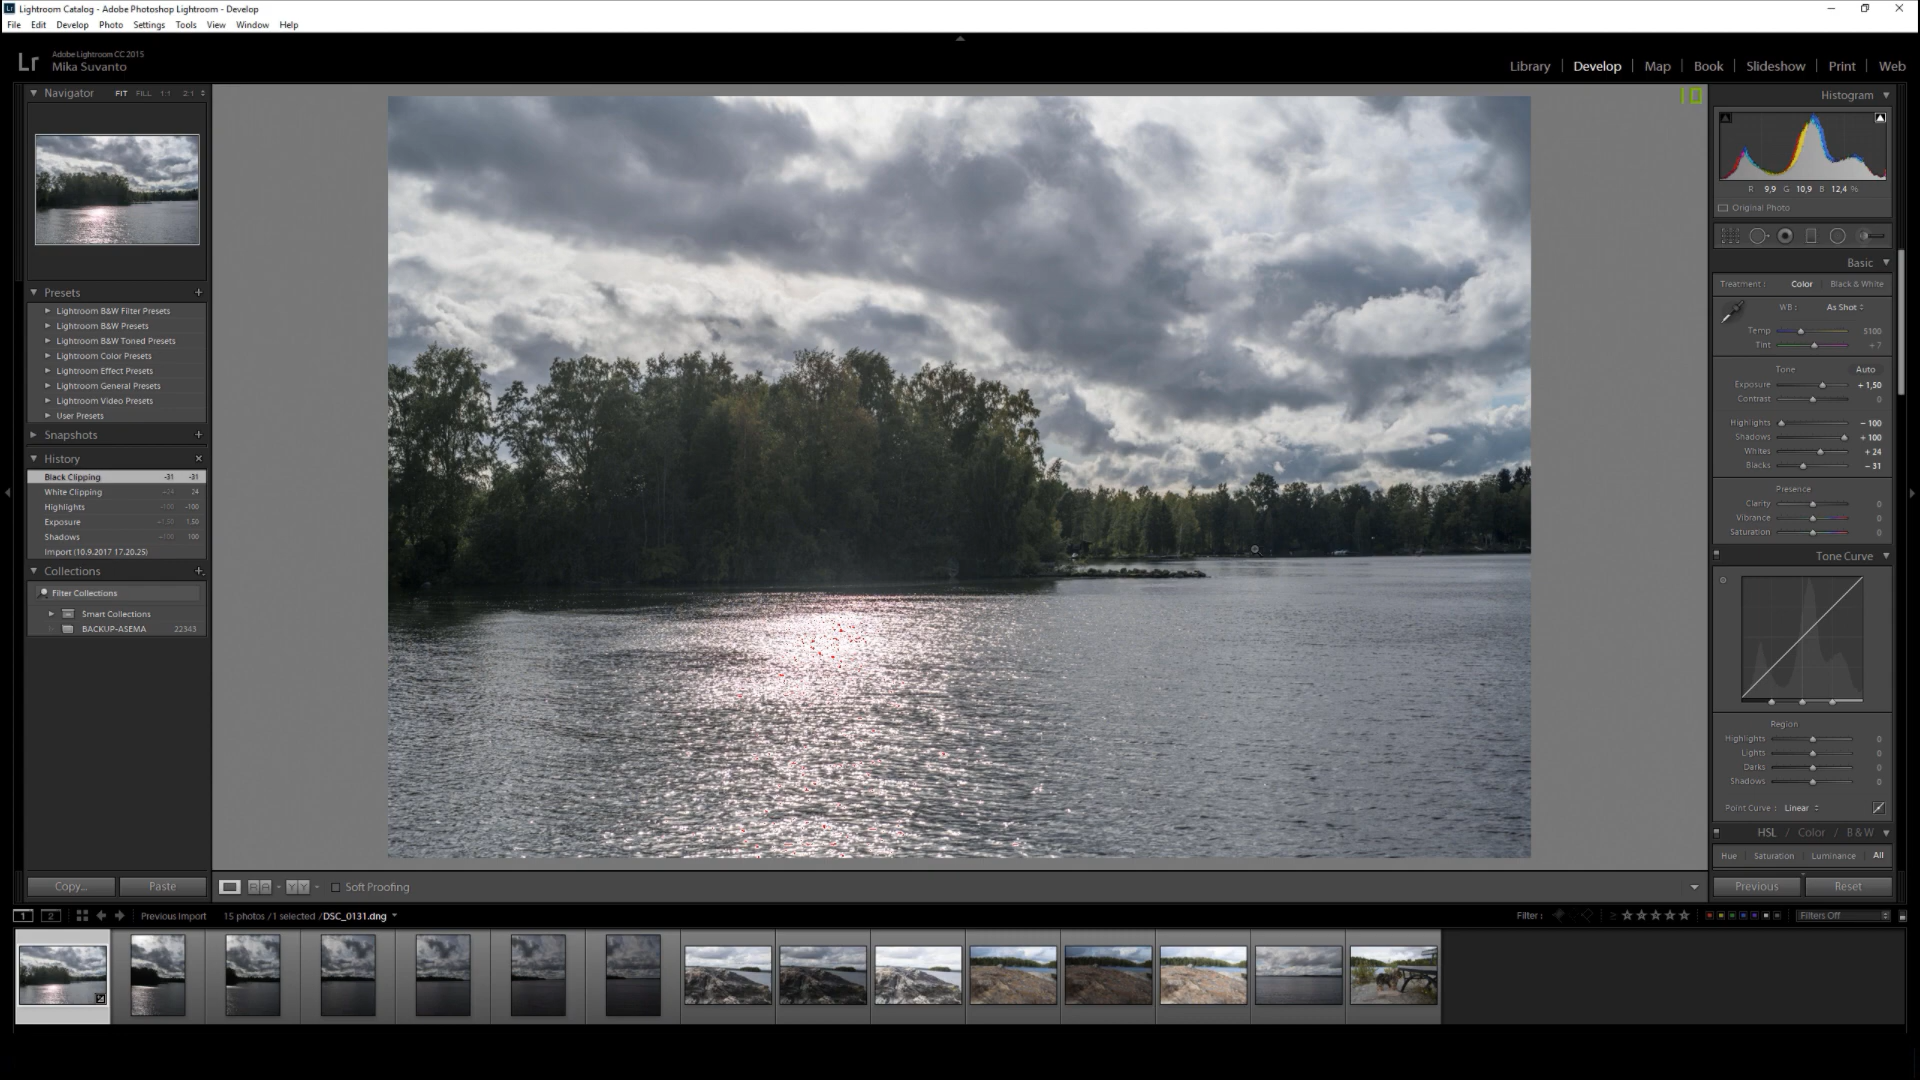 Lightroom Catalog - Adobe Photoshop Lightroom - Develop
File Edit Develop Photo Settings Tools View Window Help
Lr
Adobe Lightroom CC 2015
Mika Suvanto
Library | Develop | Map | Book | Slideshow | Print | Web
Navigator FIT FILL 1:1 2:1
Presets
Lightroom B&W Filter Presets
Lightroom B&W Presets
Lightroom B&W Toned Presets
Lightroom Color Presets
Lightroom Effect Presets
Lightroom General Presets
Lightroom Video Presets
User Presets
Snapshots
History
Black Clipping -31 -31
White Clipping +24 24
Highlights -100 -100
Exposure +1,50 1,50
Shadows +100 100
Import (10.9.2017 17.20.25)
Collections
Filter Collections
Smart Collections
BACKUP-ASEMA 22343
Copy... Paste
Soft Proofing
Histogram
R 9,9 G 10,9 B 12,4 %
Original Photo
Basic
Treatment : Color Black & White
WB : As Shot
Temp 5100
Tint + 7
Tone Auto
Exposure + 1,50
Contrast 0
Highlights - 100
Shadows + 100
Whites + 24
Blacks - 31
Presence
Clarity 0
Vibrance 0
Saturation 0
Tone Curve
Region
Highlights 0
Lights 0
Darks 0
Shadows 0
Point Curve : Linear
HSL / Color / B & W
Hue Saturation Luminance All
Previous Reset
1 2 Previous Import 15 photos /1 selected /DSC_0131.dng
Filter : Filters Off